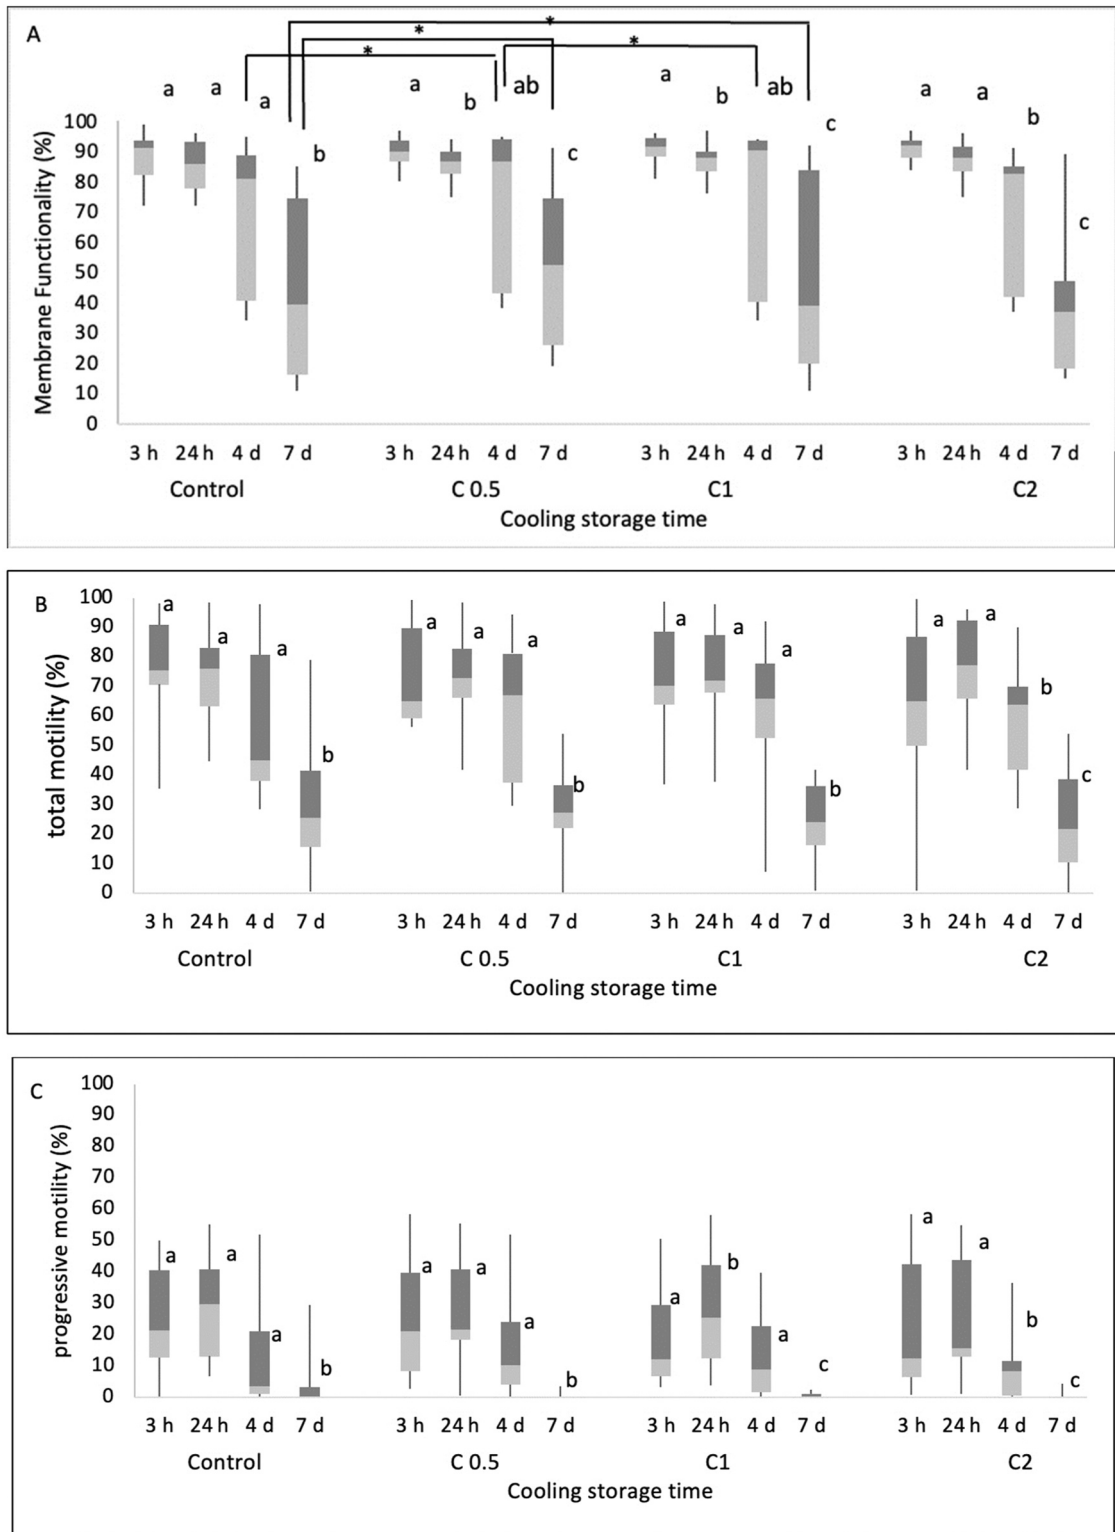 A
* * * *
a a a b a b ab c a b ab c a a b c
Membrane Functionality (%)
100
90
80
70
60
50
40
30
20
10
0
3 h 24 h 4 d 7 d 3 h 24 h 4 d 7 d 3 h 24 h 4 d 7 d 3 h 24 h 4 d 7 d
Control C 0.5 C1 C2
Cooling storage time
B
a a a b a a a b a a a b a a b c
total motility (%)
100
90
80
70
60
50
40
30
20
10
0
3 h 24 h 4 d 7 d 3 h 24 h 4 d 7 d 3 h 24 h 4 d 7 d 3 h 24 h 4 d 7 d
Control C 0.5 C1 C2
Cooling storage time
C
a a a b a a a b a b a c a a b c
progressive motility (%)
100
90
80
70
60
50
40
30
20
10
0
3 h 24 h 4 d 7 d 3 h 24 h 4 d 7 d 3 h 24 h 4 d 7 d 3 h 24 h 4 d 7 d
Control C 0.5 C1 C2
Cooling storage time